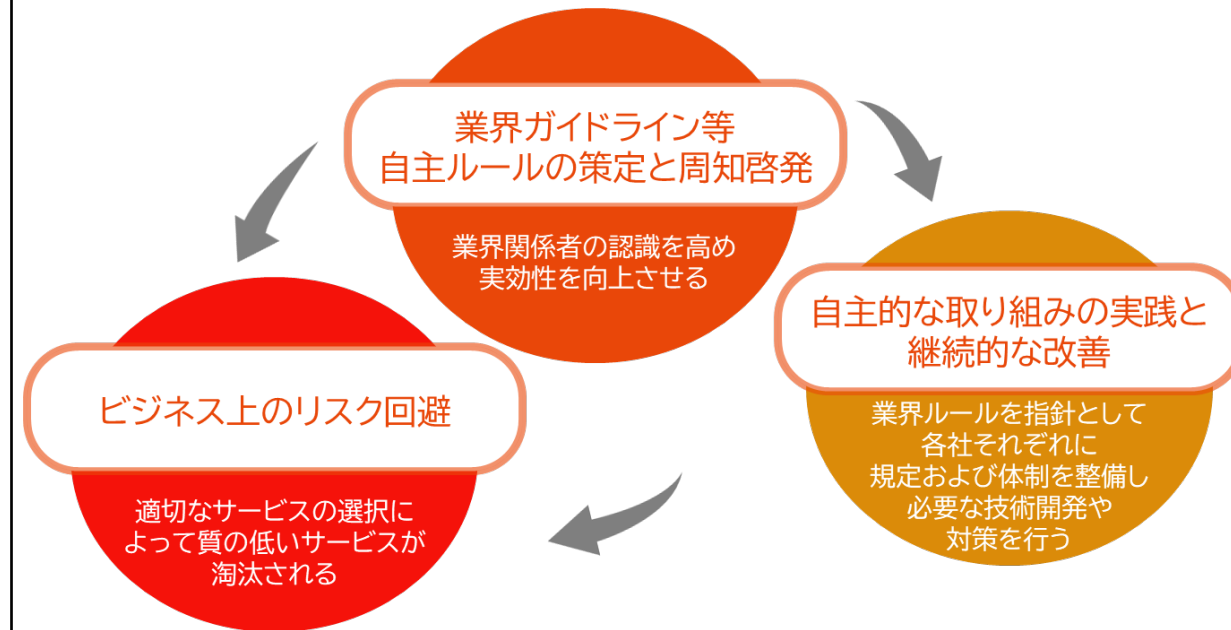 業界ガイドライン等
自主ルールの策定と周知啓発
業界関係者の認識を高め
実効性を向上させる
自主的な取り組みの実践と
継続的な改善
業界ルールを指針として
各社それぞれに
規定および体制を整備し
必要な技術開発や
対策を行う
ビジネス上のリスク回避
適切なサービスの選択に
よって質の低いサービスが
淘汰される